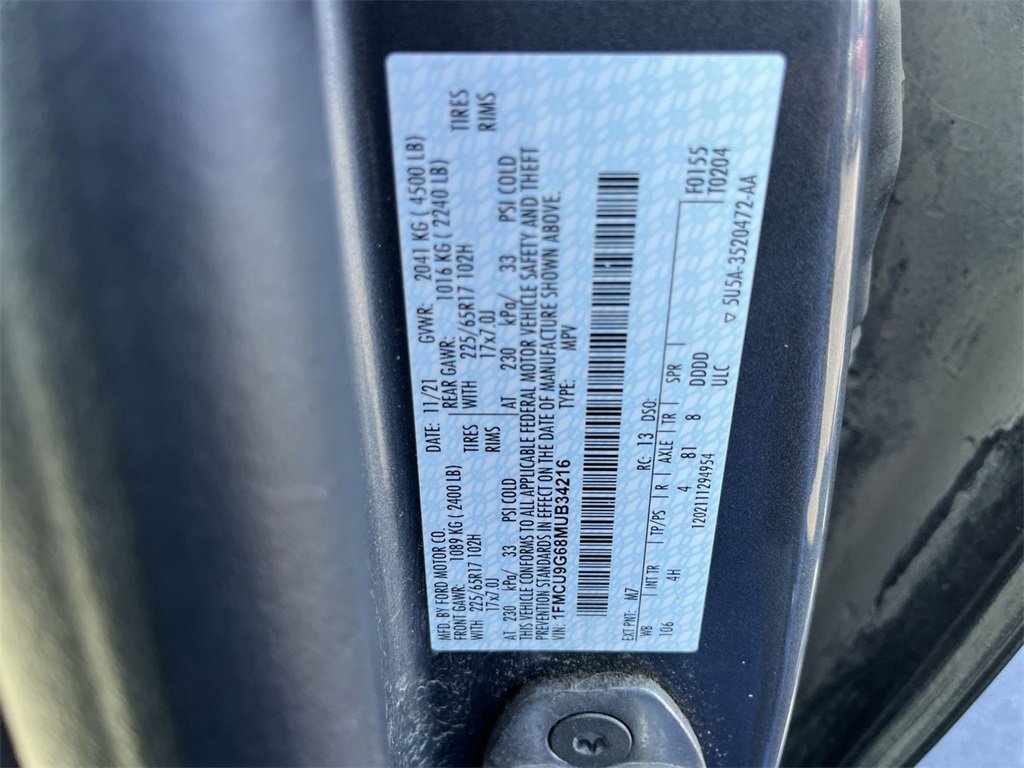 MFD. BY FORD MOTOR CO.
DATE: 11/21 GVWR: 2041 KG ( 4500 LB)
FRONT GAWR: 1089 KG ( 2400 LB) REAR GAWR: 1016 KG ( 2240 LB)
WITH 225/65R17 102H TIRES WITH 225/65R17 102H TIRES
17x7.0J RIMS 17x7.0J RIMS
AT 230 kPa/ 33 PSI COLD AT 230 kPa/ 33 PSI COLD
THIS VEHICLE CONFORMS TO ALL APPLICABLE FEDERAL MOTOR VEHICLE SAFETY AND THEFT
PREVENTION STANDARDS IN EFFECT ON THE DATE OF MANUFACTURE SHOWN ABOVE.
VIN: 1FMCU9G68MUB34216 TYPE: MPV
EXT PNT: M7 RC: 13 DSO: F0155
WB INT TR TP/PS R AXLE TR SPR T0204
106 4H 4 81 8 DDDD
ULC ▽ 5U5A-3520472-AA
1202111294954